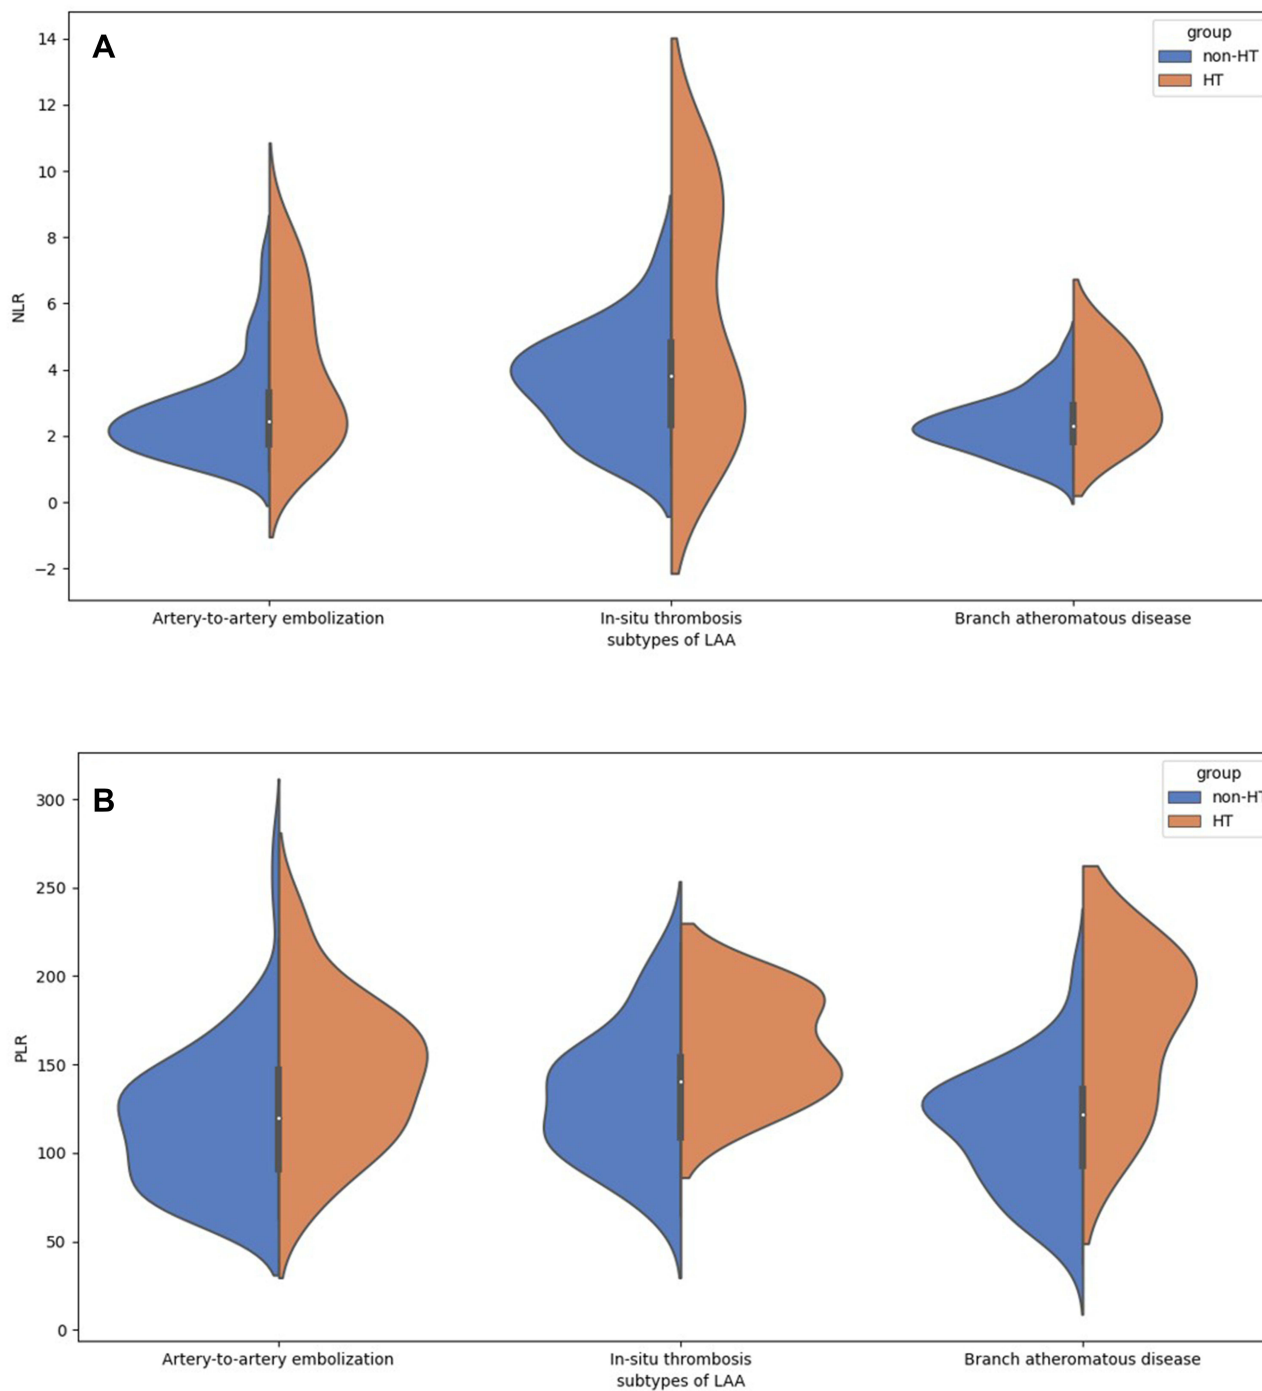 A
group
non-HT
HT
14
12
10
8
6
4
2
0
−2
NLR
Artery-to-artery embolization
In-situ thrombosis
Branch atheromatous disease
subtypes of LAA
B
group
non-HT
HT
300
250
200
150
100
50
0
PLR
Artery-to-artery embolization
In-situ thrombosis
Branch atheromatous disease
subtypes of LAA